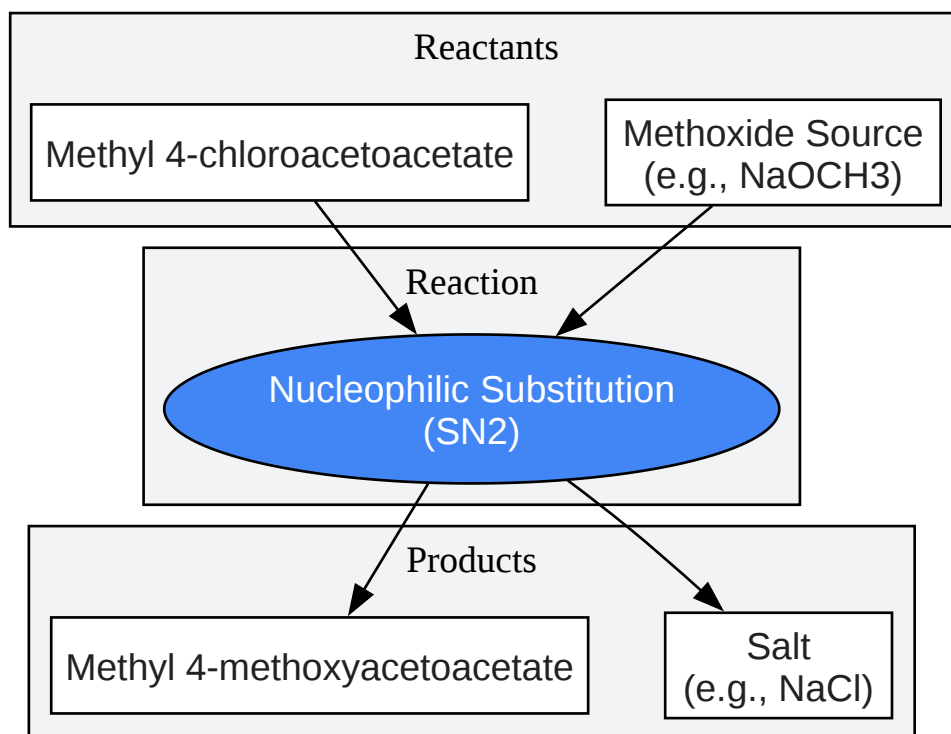 Reactants
Methyl 4-chloroacetoacetate
Methoxide Source
(e.g., NaOCH3)
Reaction
Nucleophilic Substitution
(SN2)
Products
Methyl 4-methoxyacetoacetate
Salt
(e.g., NaCl)